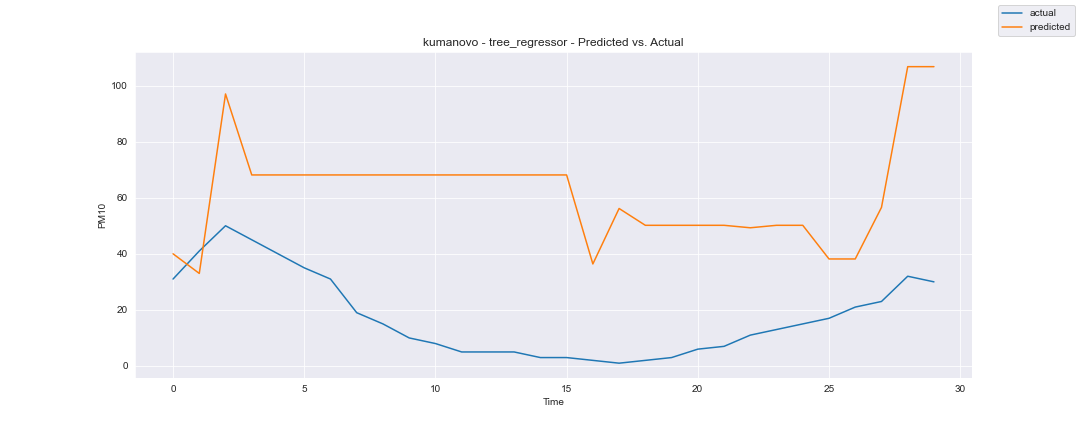 actual
predicted
kumanovo - tree_regressor - Predicted vs. Actual
PM10
100
80
60
40
20
0
0 5 10 15 20 25 30
Time